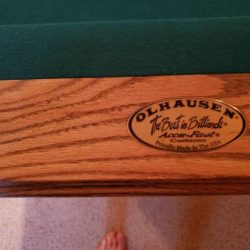 OLHAUSEN
The Best in Billiards
Accu-Fast
Cushions
Proudly Made In The USA